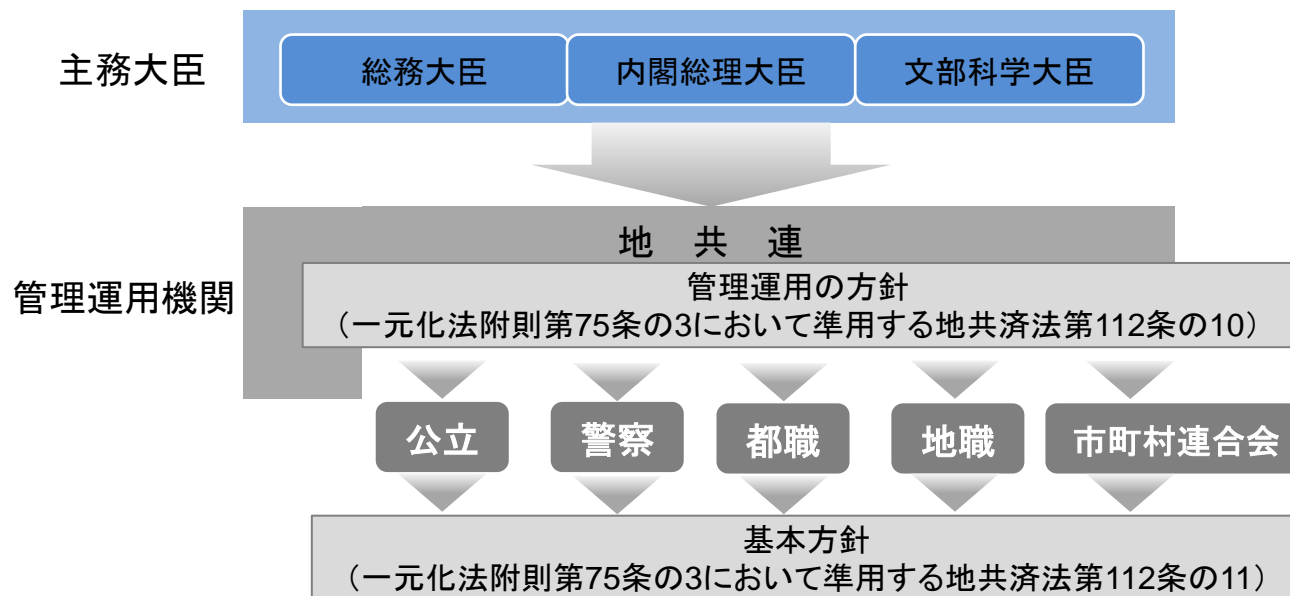 主務大臣
総務大臣 内閣総理大臣 文部科学大臣
地 共 連
管理運用機関
管理運用の方針
（一元化法附則第75条の3において準用する地共済法第112条の10）
公立 警察 都職 地職 市町村連合会
基本方針
（一元化法附則第75条の3において準用する地共済法第112条の11）